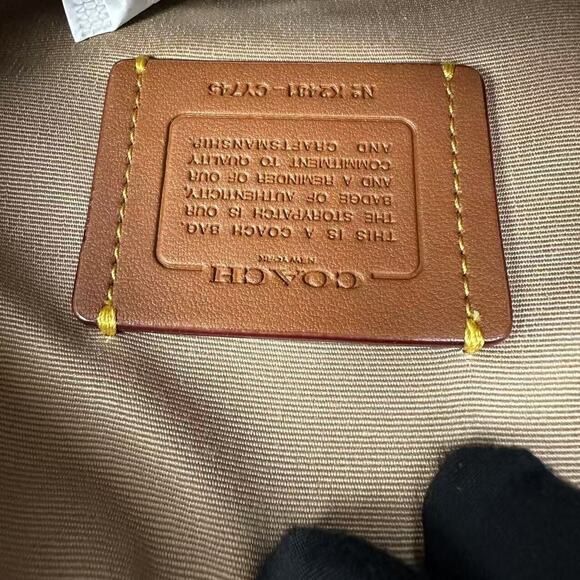 COACH
NEW YORK
THIS IS A COACH BAG.
THE STORYPATCH IS OUR
BADGE OF AUTHENTICITY,
AND A REMINDER OF OUR
COMMITMENT TO QUALITY
AND CRAFTSMANSHIP.
Nº K2481-CY745